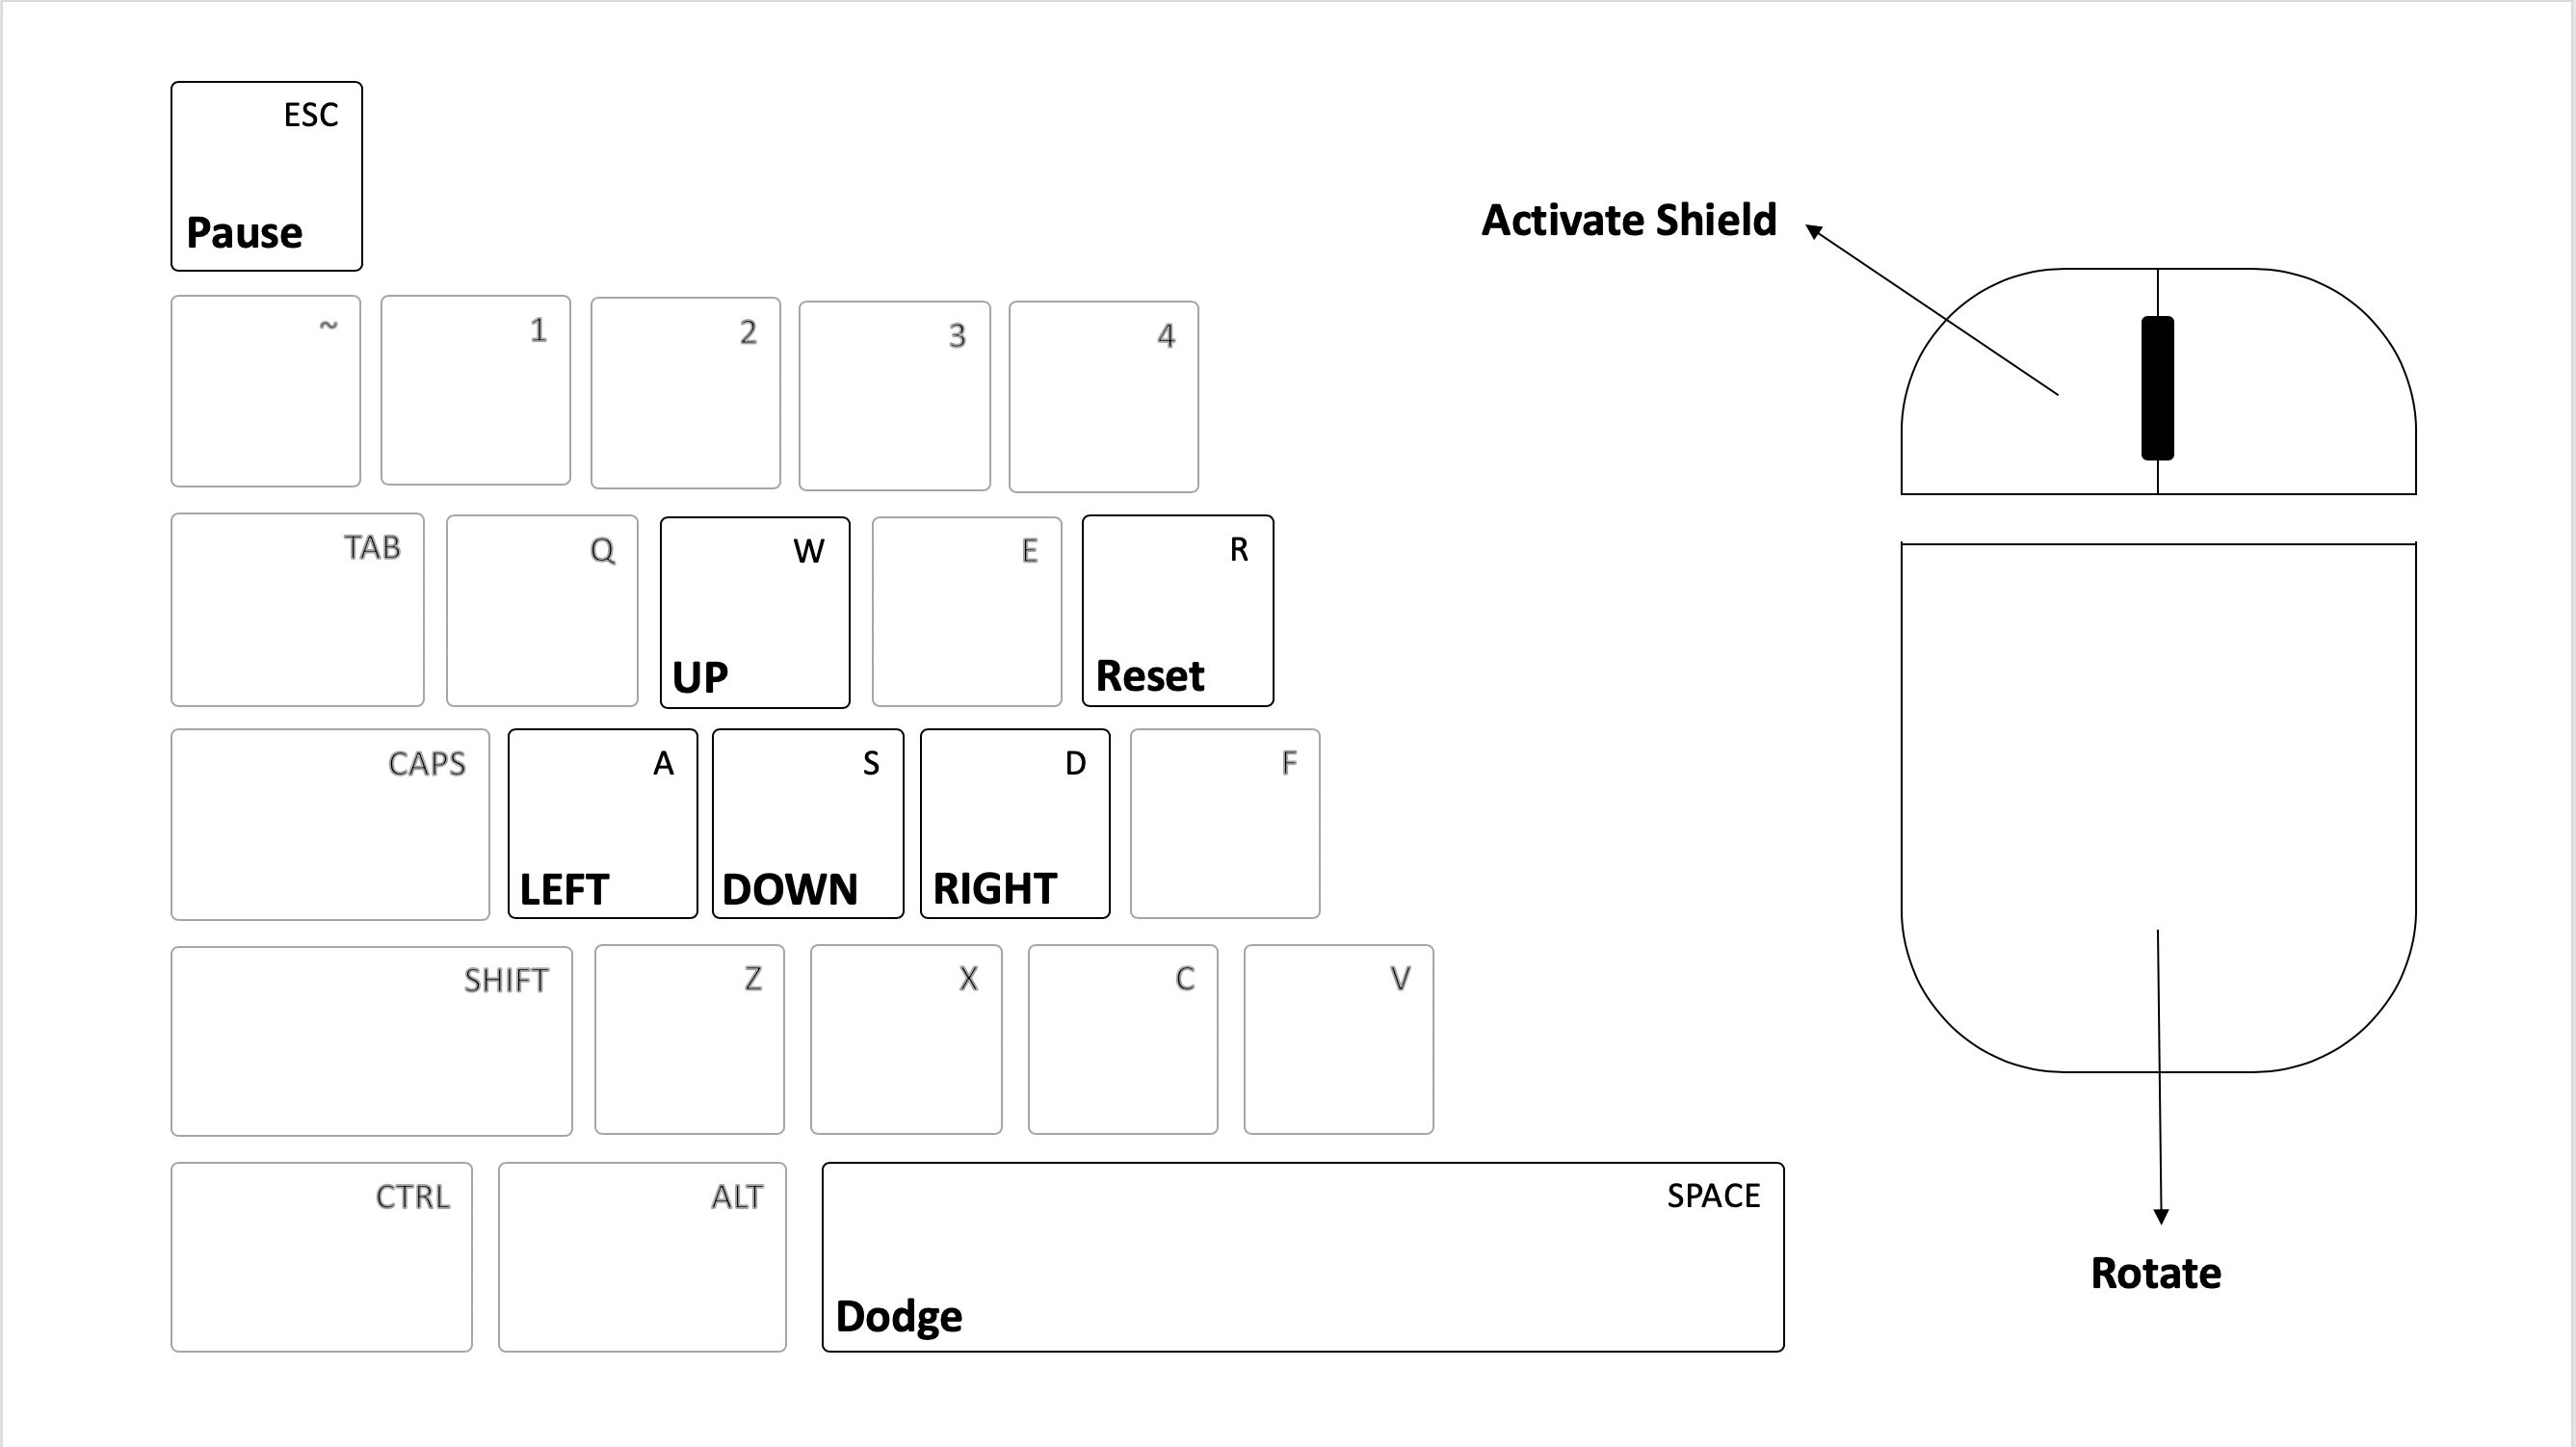 ESC
Pause
Activate Shield
~
1
2
3
4
TAB
Q
W
UP
E
R
Reset
CAPS
A
LEFT
S
DOWN
D
RIGHT
F
SHIFT
Z
X
C
V
CTRL
ALT
SPACE
Dodge
Rotate